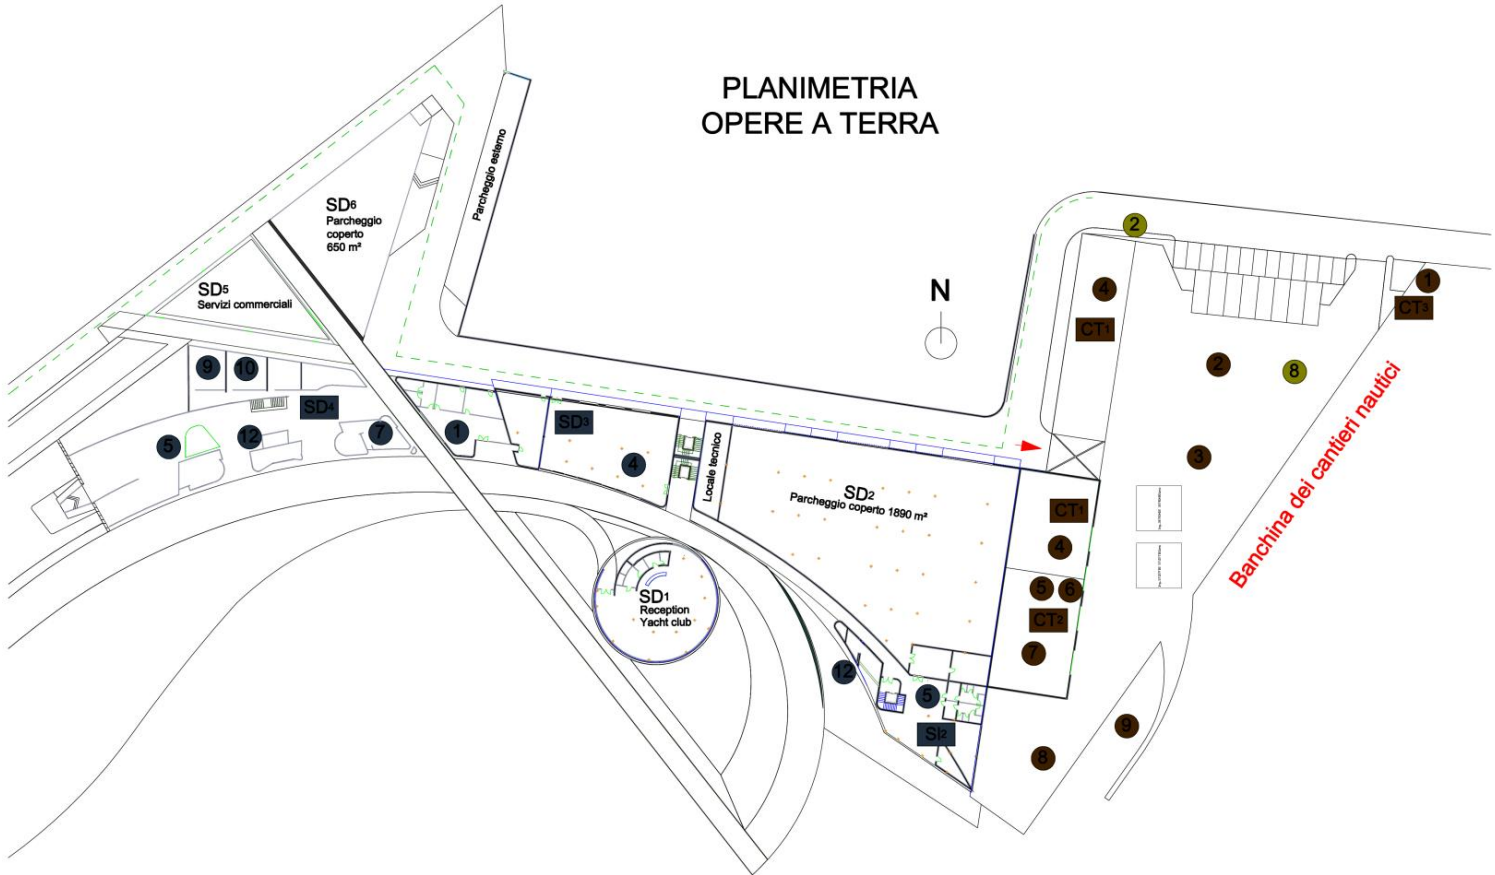 PLANIMETRIA
OPERE A TERRA
Parcheggio esterno
SD6
Parcheggio
coperto
650 m²
SD5
Servizi commerciali
N
2
4
CT1
1
CT3
2
8
3
Banchina dei cantieri nautici
9
10
SD4
5
12
7
1
SD3
4
Locale tecnico
SD2
Parcheggio coperto 1890 m²
CT1
4
5
6
CT2
7
SD1
Reception
Yacht club
12
5
SI2
8
9